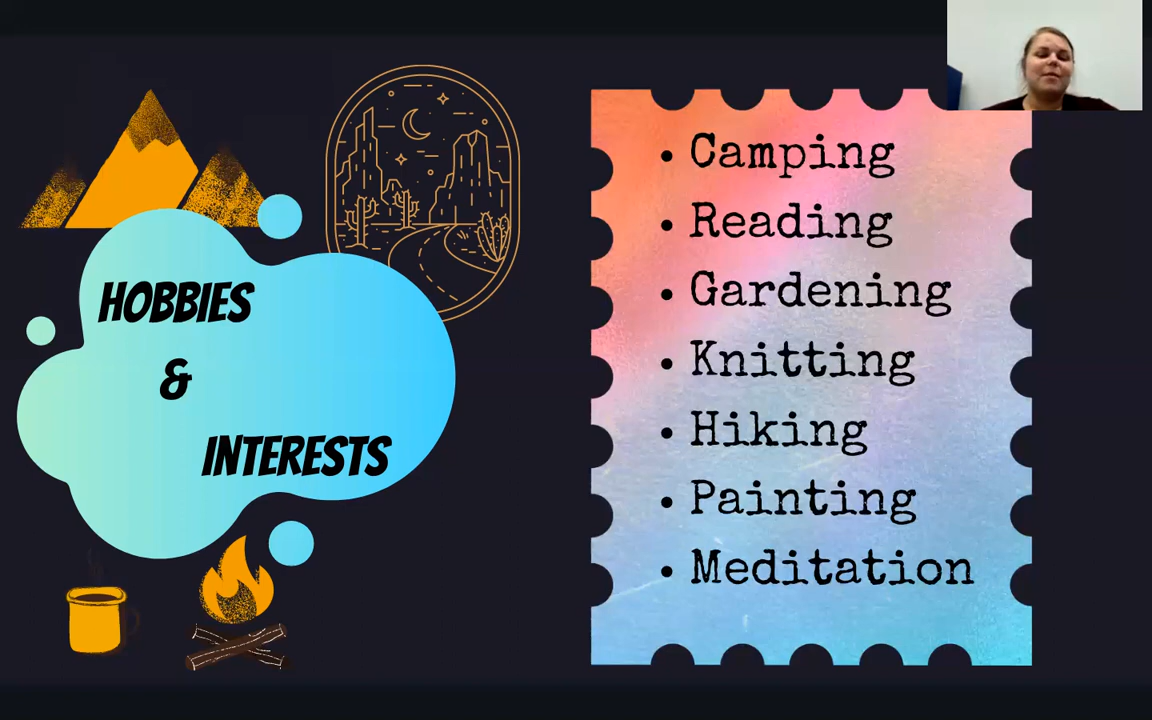 HOBBIES
&
INTERESTS
• Camping
• Reading
• Gardening
• Knitting
• Hiking
• Painting
• Meditation